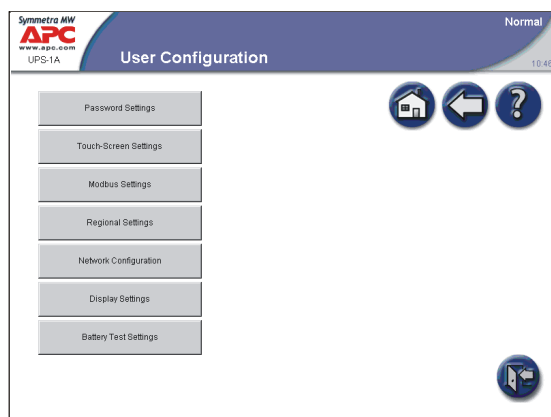 Symmetra MW
APC
www.apc.com
UPS-1A
User Configuration
Normal
10:46
Password Settings
Touch-Screen Settings
Modbus Settings
Regional Settings
Network Configuration
Display Settings
Battery Test Settings
?